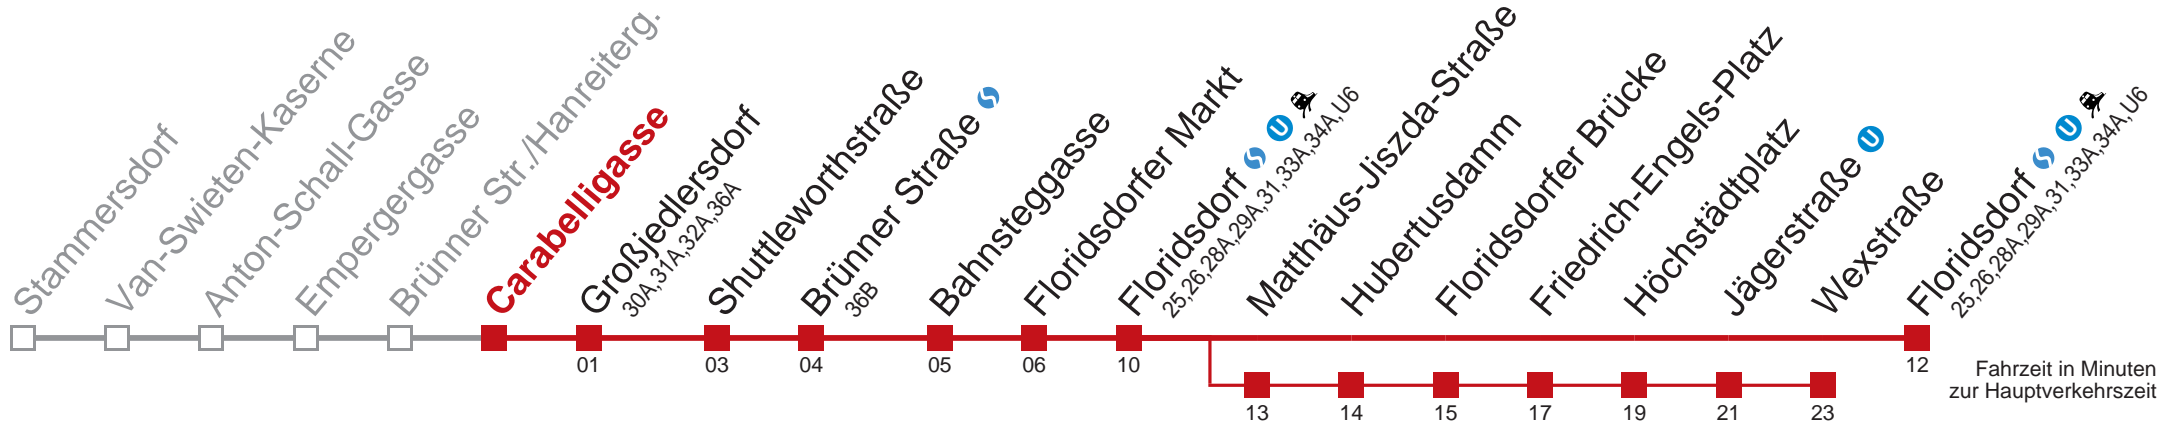 Stammersdorf
Van-Swieten-Kaserne
Anton-Schall-Gasse
Empergergasse
Brünner Str./Hanreiterg.
Carabelligasse
Großjedlersdorf
30A,31A,32A,36A
Shuttleworthstraße
Brünner Straße
36B
Bahnsteggasse
Floridsdorfer Markt
Floridsdorf U
25,26,28A,29A,31,33A,34A,U6
Matthäus-Jiszda-Straße
Hubertusdamm
Floridsdorfer Brücke
Friedrich-Engels-Platz
Höchstädtplatz
Jägerstraße U
Wexstraße
Floridsdorf U
25,26,28A,29A,31,33A,34A,U6
01 03 04 05 06 10 12
13 14 15 17 19 21 23
Fahrzeit in Minuten
zur Hauptverkehrszeit